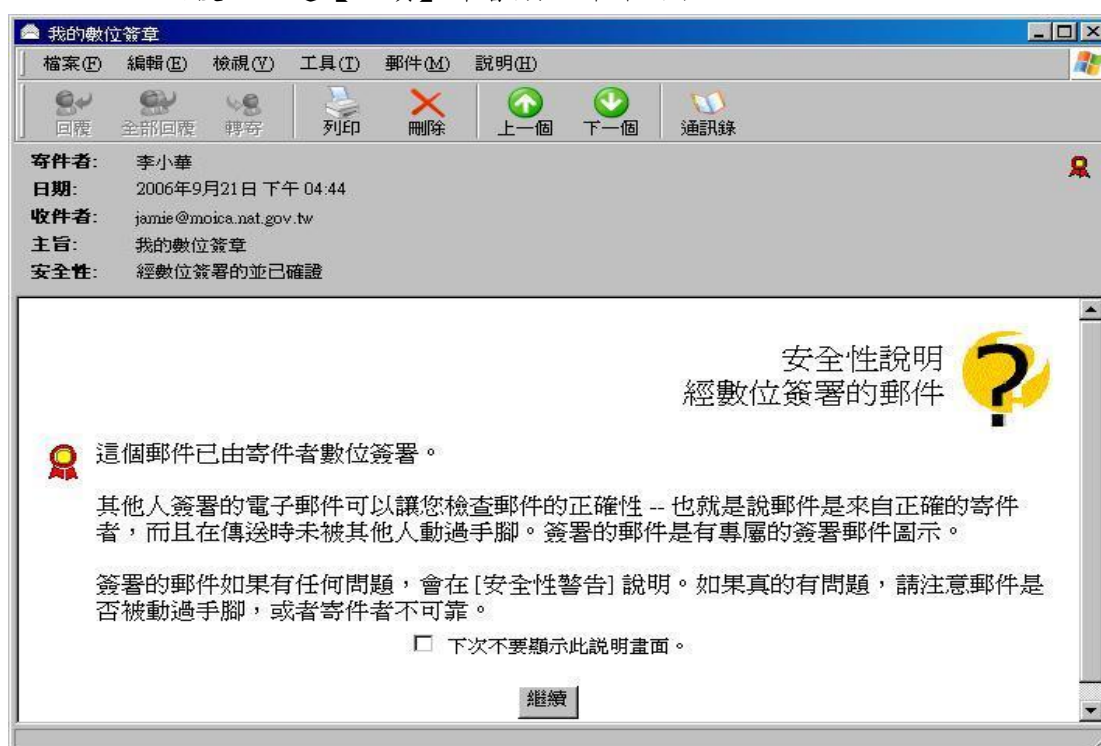 我的數位簽章
檔案(F) 編輯(E) 檢視(V) 工具(T) 郵件(M) 說明(H)
回覆 全部回覆 轉寄 列印 刪除 上一個 下一個 通訊錄
寄件者: 李小華
日期: 2006年9月21日 下午 04:44
收件者: jamie@moica.nat.gov.tw
主旨: 我的數位簽章
安全性: 經數位簽署的並已確證
安全性說明
經數位簽署的郵件
這個郵件已由寄件者數位簽署。
其他人簽署的電子郵件可以讓您檢查郵件的正確性 -- 也就是說郵件是來自正確的寄件
者，而且在傳送時未被其他人動過手腳。簽署的郵件是有專屬的簽署郵件圖示。
簽署的郵件如果有任何問題，會在 [安全性警告] 說明。如果真的有問題，請注意郵件是
否被動過手腳，或者寄件者不可靠。
下次不要顯示此說明畫面。
繼續